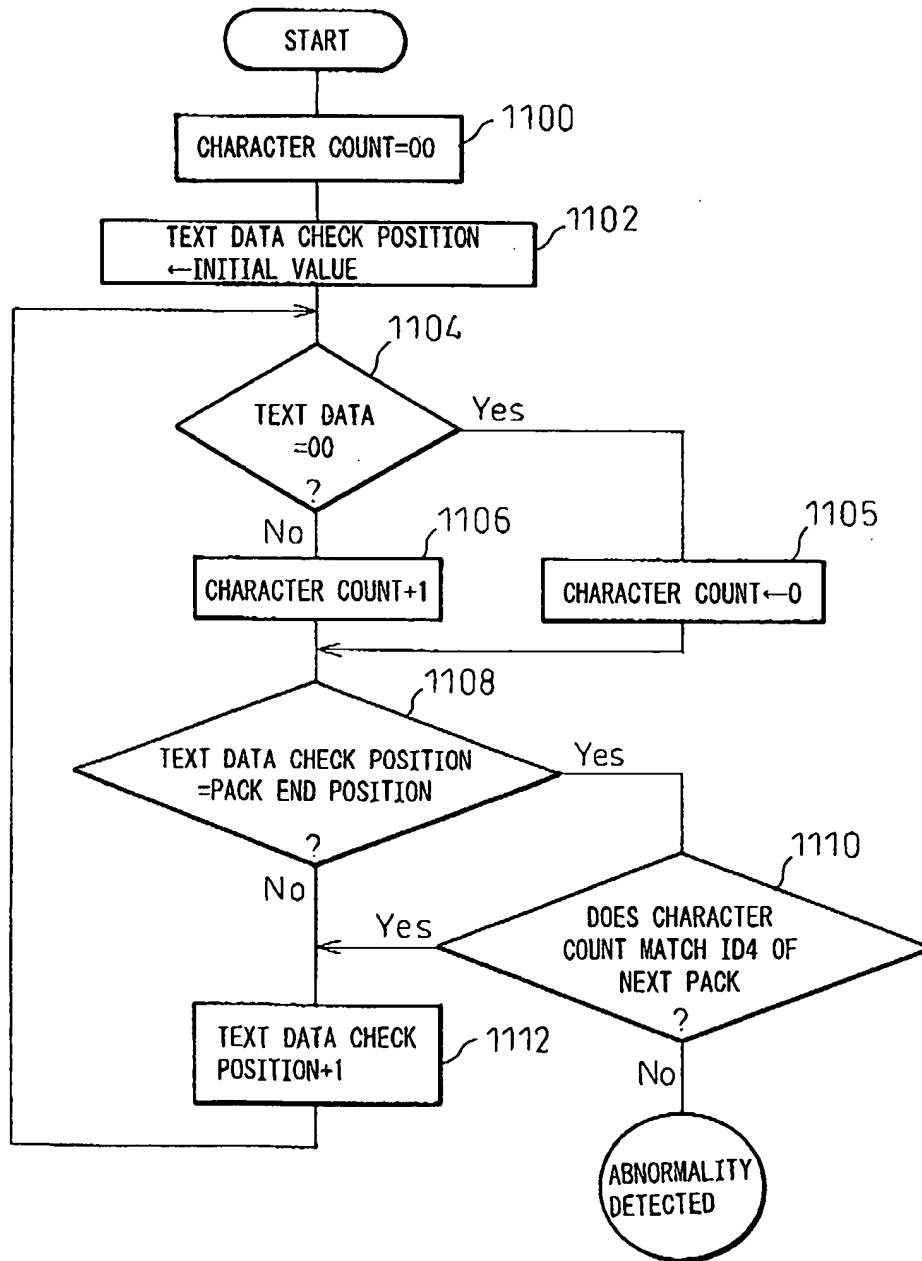 START
1100
CHARACTER COUNT=00
1102
TEXT DATA CHECK POSITION
←INITIAL VALUE
1104
TEXT DATA
=00
?
Yes
No
1106
1105
CHARACTER COUNT+1
CHARACTER COUNT←0
1108
TEXT DATA CHECK POSITION
=PACK END POSITION
?
Yes
No
1110
DOES CHARACTER
COUNT MATCH ID4 OF
NEXT PACK
?
Yes
No
TEXT DATA CHECK
POSITION+1
1112
ABNORMALITY
DETECTED